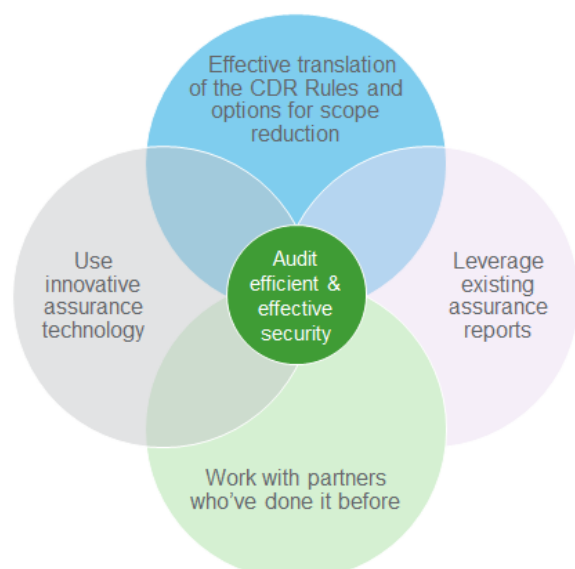 Effective translation
of the CDR Rules and
options for scope
reduction
Use
innovative
assurance
technology
Audit
efficient &
effective
security
Leverage
existing
assurance
reports
Work with partners
who've done it before